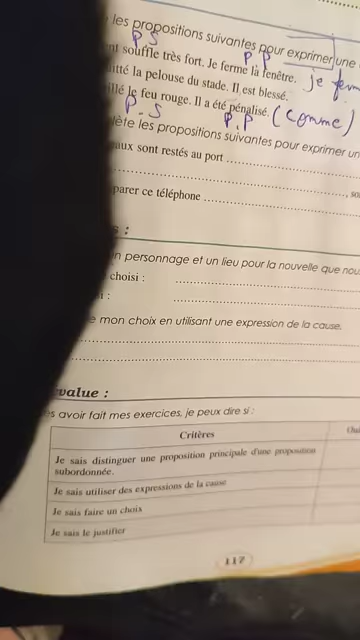 les propositions suivantes pour exprimer une
P S
nt souffle très fort. Je ferme la fenêtre.
P.P
je ferm
itté la pelouse du stade. Il est blessé.
illé le feu rouge. Il a été pénalisé. (comme)
P-S
P.P
lète les propositions suivantes pour exprimer un
eaux sont restés au port
, so
parer ce téléphone
s :
n personnage et un lieu pour la nouvelle que nou
choisi :
i :
e mon choix en utilisant une expression de la cause.
value :
s avoir fait mes exercices, je peux dire si :
Critères
Oui
Je sais distinguer une proposition principale d'une proposition
subordonnée.
Je sais utiliser des expressions de la cause
Je sais faire un choix
Je sais le justifier
117